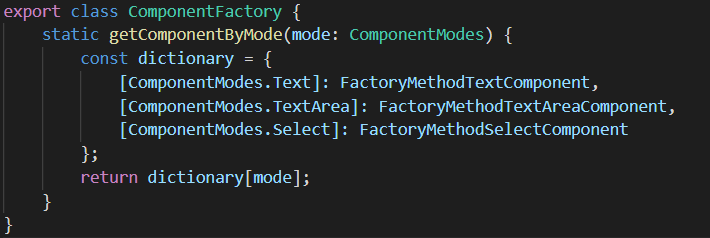 export class ComponentFactory {
static getComponentByMode(mode: ComponentModes) {
const dictionary = {
[ComponentModes.Text]: FactoryMethodTextComponent,
[ComponentModes.TextArea]: FactoryMethodTextAreaComponent,
[ComponentModes.Select]: FactoryMethodSelectComponent
};
return dictionary[mode];
}
}